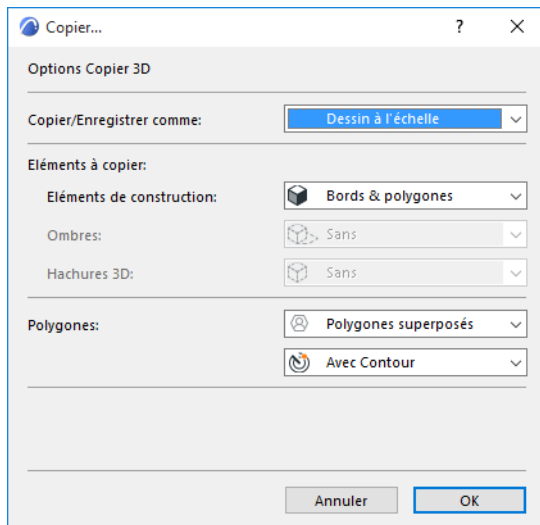 Copier...
?
Options Copier 3D
Copier/Enregistrer comme: Dessin à l'échelle
Eléments à copier:
Eléments de construction: Bords & polygones
Ombres: Sans
Hachures 3D: Sans
Polygones: Polygones superposés
Avec Contour
Annuler OK